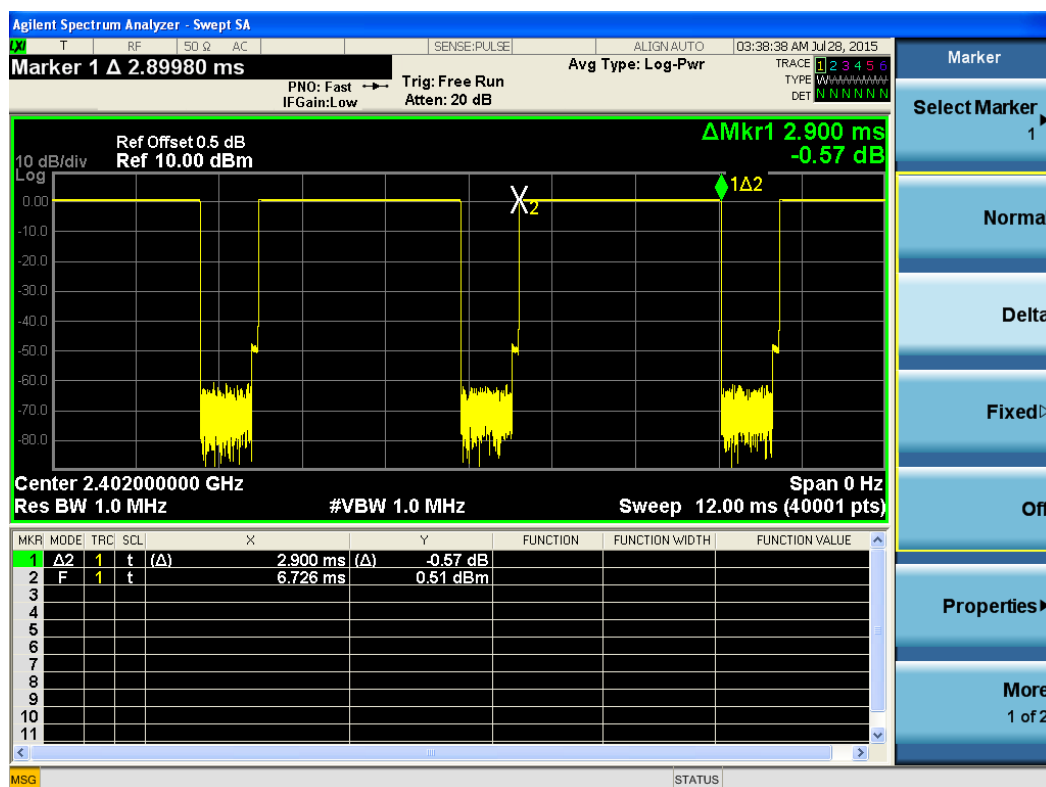 Agilent Spectrum Analyzer - Swept SA
LXI T RF 50 Ω AC SENSE:PULSE ALIGN AUTO 03:38:38 AM Jul 28, 2015
Marker 1 Δ 2.89980 ms
PNO: Fast
IFGain:Low
Trig: Free Run
Atten: 20 dB
Avg Type: Log-Pwr
TRACE 1 2 3 4 5 6
TYPE W
DET N N N N N N
Ref Offset 0.5 dB
10 dB/div Ref 10.00 dBm
Log
ΔMkr1 2.900 ms
-0.57 dB
0.00
-10.0
-20.0
-30.0
-40.0
-50.0
-60.0
-70.0
-80.0
2
1Δ2
Center 2.402000000 GHz Span 0 Hz
Res BW 1.0 MHz #VBW 1.0 MHz Sweep 12.00 ms (40001 pts)
MKR MODE TRC SCL X Y FUNCTION FUNCTION WIDTH FUNCTION VALUE
1 Δ2 1 t (Δ) 2.900 ms (Δ) -0.57 dB
2 F 1 t 6.726 ms 0.51 dBm
3
4
5
6
7
8
9
10
11
MSG STATUS
Marker
Select Marker
1
Norma
Delta
Fixed
Off
Properties
More
1 of 2